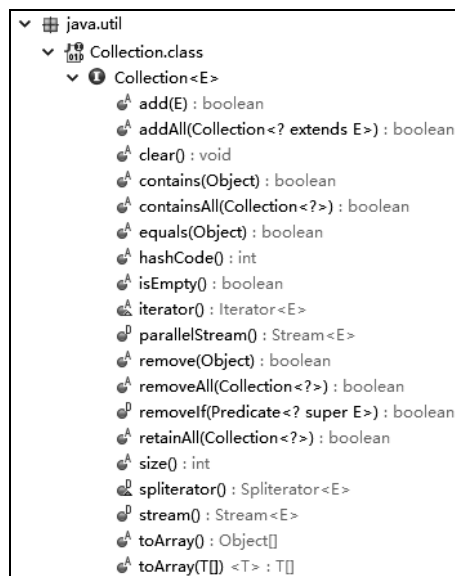 java.util
Collection.class
Collection<E>
add(E) : boolean
addAll(Collection<? extends E>) : boolean
clear() : void
contains(Object) : boolean
containsAll(Collection<?>) : boolean
equals(Object) : boolean
hashCode() : int
isEmpty() : boolean
iterator() : Iterator<E>
parallelStream() : Stream<E>
remove(Object) : boolean
removeAll(Collection<?>) : boolean
removeIf(Predicate<? super E>) : boolean
retainAll(Collection<?>) : boolean
size() : int
spliterator() : Spliterator<E>
stream() : Stream<E>
toArray() : Object[]
toArray(T[]) <T> : T[]